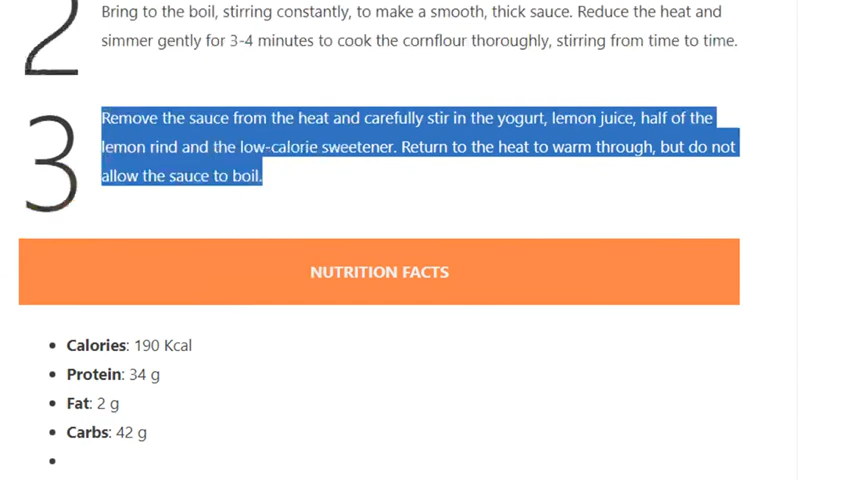 2
Bring to the boil, stirring constantly, to make a smooth, thick sauce. Reduce the heat and
simmer gently for 3-4 minutes to cook the cornflour thoroughly, stirring from time to time.
3
Remove the sauce from the heat and carefully stir in the yogurt, lemon juice, half of the
lemon rind and the low-calorie sweetener. Return to the heat to warm through, but do not
allow the sauce to boil.
NUTRITION FACTS
Calories: 190 Kcal
Protein: 34 g
Fat: 2 g
Carbs: 42 g